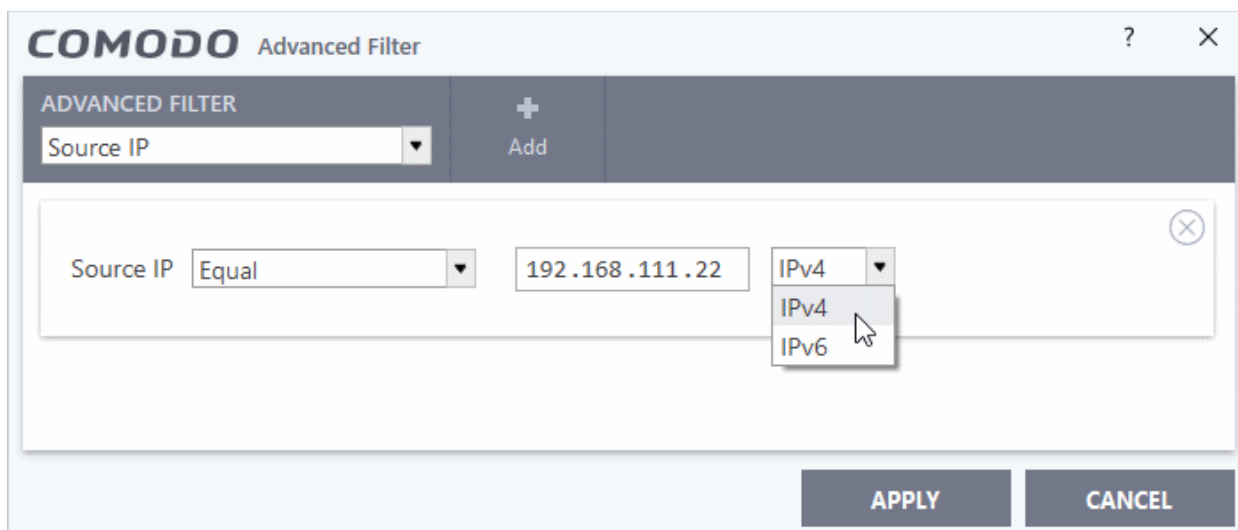 COMODO Advanced Filter ?
ADVANCED FILTER
Source IP
Add
Source IP Equal 192.168.111.22 IPv4
IPv4
IPv6
APPLY CANCEL